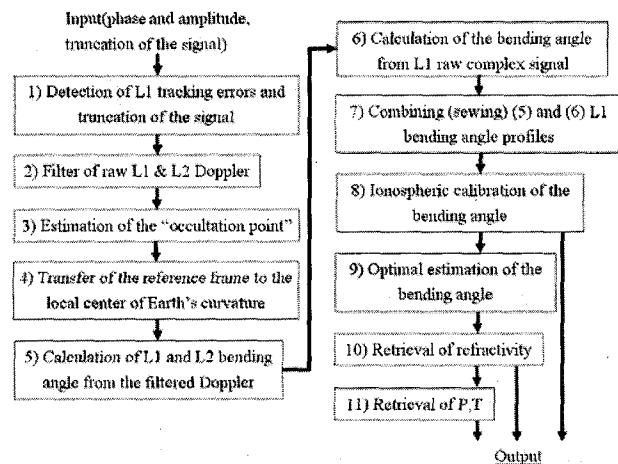 Input(phase and amplitude,
truncation of the signal)
1) Detection of L1 tracking errors and
truncation of the signal
2) Filter of raw L1 & L2 Doppler
3) Estimation of the “occultation point”
4) Transfer of the reference frame to the
local center of Earth's curvature
5) Calculation of L1 and L2 bending
angle from the filtered Doppler
6) Calculation of the bending angle
from L1 raw complex signal
7) Combining (sewing) (5) and (6) L1
bending angle profiles
8) Ionospheric calibration of the
bending angle
9) Optimal estimation of the
bending angle
10) Retrieval of refractivity
11) Retrieval of P,T
Output